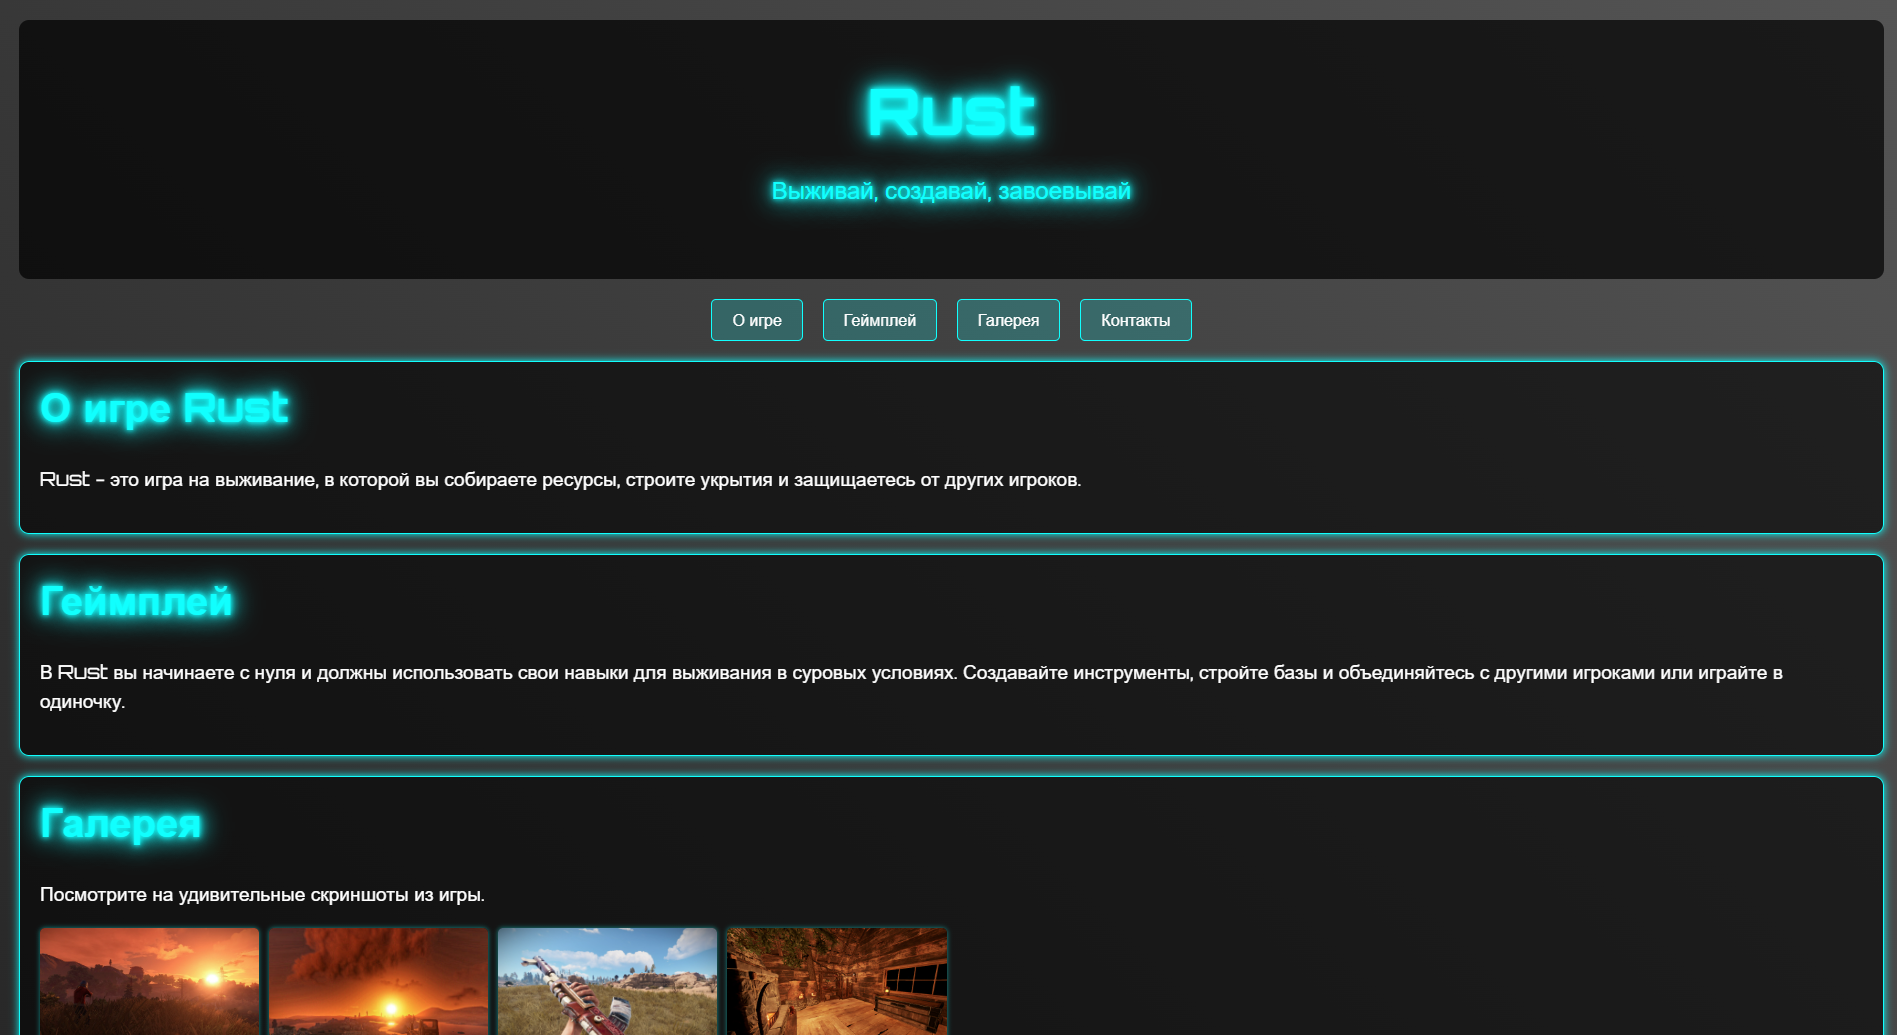 Rust
Выживай, создавай, завоевывай
О игре
Геймплей
Галерея
Контакты
О игре Rust
Rust - это игра на выживание, в которой вы собираете ресурсы, строите укрытия и защищаетесь от других игроков.
Геймплей
В Rust вы начинаете с нуля и должны использовать свои навыки для выживания в суровых условиях. Создавайте инструменты, стройте базы и объединяйтесь с другими игроками или играйте в
одиночку.
Галерея
Посмотрите на удивительные скриншоты из игры.